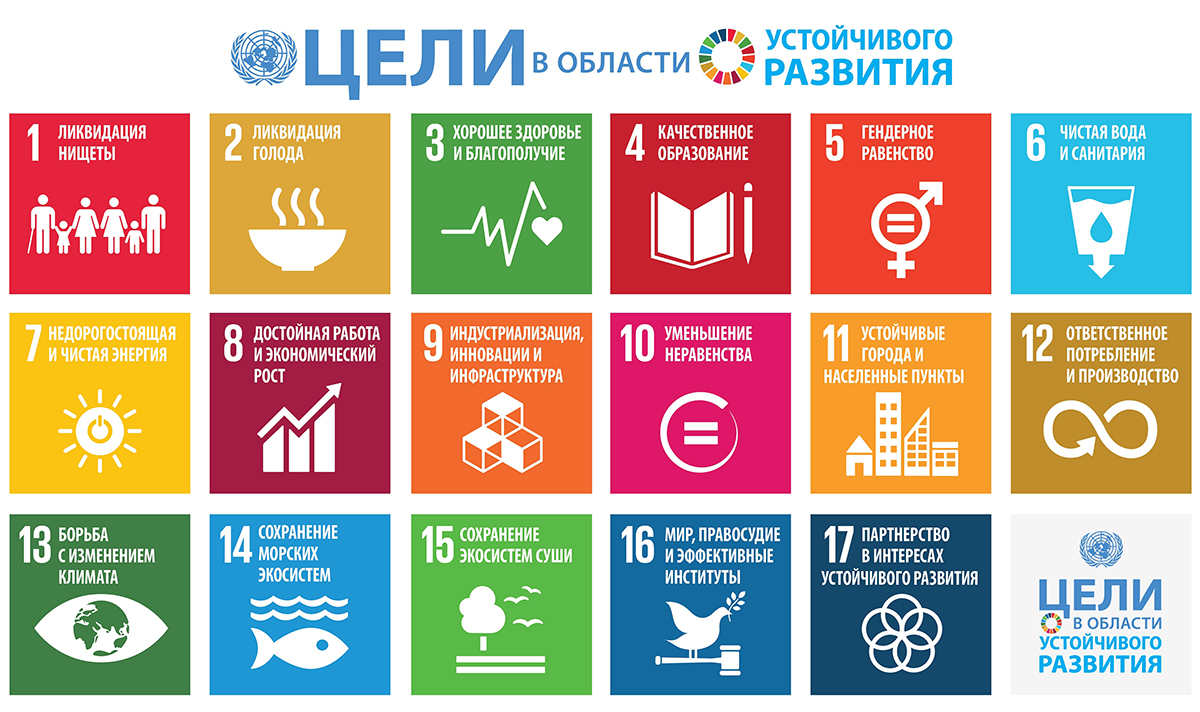 ЦЕЛИ В ОБЛАСТИ УСТОЙЧИВОГО
РАЗВИТИЯ
1 ЛИКВИДАЦИЯ
НИЩЕТЫ
2 ЛИКВИДАЦИЯ
ГОЛОДА
3 ХОРОШЕЕ ЗДОРОВЬЕ
И БЛАГОПОЛУЧИЕ
4 КАЧЕСТВЕННОЕ
ОБРАЗОВАНИЕ
5 ГЕНДЕРНОЕ
РАВЕНСТВО
6 ЧИСТАЯ ВОДА
И САНИТАРИЯ
7 НЕДОРОГОСТОЯЩАЯ
И ЧИСТАЯ ЭНЕРГИЯ
8 ДОСТОЙНАЯ РАБОТА
И ЭКОНОМИЧЕСКИЙ
РОСТ
9 ИНДУСТРИАЛИЗАЦИЯ,
ИННОВАЦИИ И
ИНФРАСТРУКТУРА
10 УМЕНЬШЕНИЕ
НЕРАВЕНСТВА
11 УСТОЙЧИВЫЕ
ГОРОДА И
НАСЕЛЕННЫЕ ПУНКТЫ
12 ОТВЕТСТВЕННОЕ
ПОТРЕБЛЕНИЕ
И ПРОИЗВОДСТВО
13 БОРЬБА
С ИЗМЕНЕНИЕМ
КЛИМАТА
14 СОХРАНЕНИЕ
МОРСКИХ
ЭКОСИСТЕМ
15 СОХРАНЕНИЕ
ЭКОСИСТЕМ СУШИ
16 МИР, ПРАВОСУДИЕ
И ЭФФЕКТИВНЫЕ
ИНСТИТУТЫ
17 ПАРТНЕРСТВО
В ИНТЕРЕСАХ
УСТОЙЧИВОГО РАЗВИТИЯ
ЦЕЛИ
В ОБЛАСТИ
УСТОЙЧИВОГО
РАЗВИТИЯ